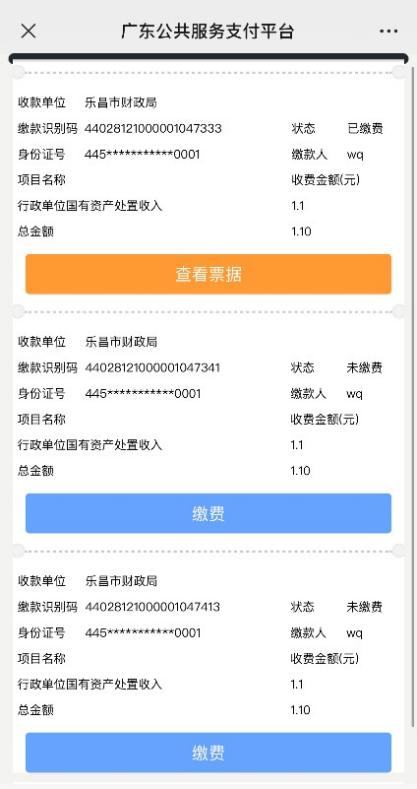 广东公共服务支付平台
收款单位 乐昌市财政局
缴款识别码 44028121000001047333 状态 已缴费
身份证号 445***********0001 缴款人 wq
项目名称 收费金额(元)
行政单位国有资产处置收入 1.1
总金额 1.10
查看票据
收款单位 乐昌市财政局
缴款识别码 44028121000001047341 状态 未缴费
身份证号 445***********0001 缴款人 wq
项目名称 收费金额(元)
行政单位国有资产处置收入 1.1
总金额 1.10
缴费
收款单位 乐昌市财政局
缴款识别码 44028121000001047413 状态 未缴费
身份证号 445***********0001 缴款人 wq
项目名称 收费金额(元)
行政单位国有资产处置收入 1.1
总金额 1.10
缴费